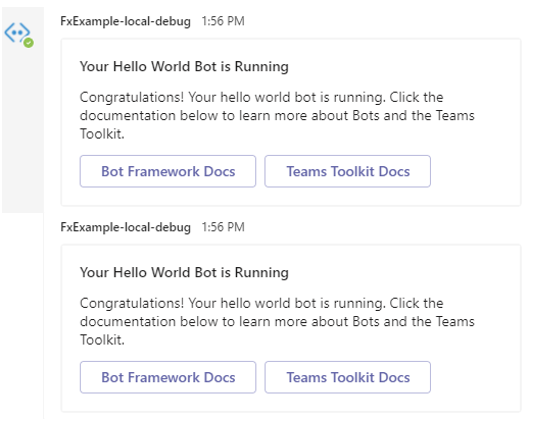 FxExample-local-debug 1:56 PM
Your Hello World Bot is Running
Congratulations! Your hello world bot is running. Click the
documentation below to learn more about Bots and the Teams
Toolkit.
Bot Framework Docs Teams Toolkit Docs
FxExample-local-debug 1:56 PM
Your Hello World Bot is Running
Congratulations! Your hello world bot is running. Click the
documentation below to learn more about Bots and the Teams
Toolkit.
Bot Framework Docs Teams Toolkit Docs